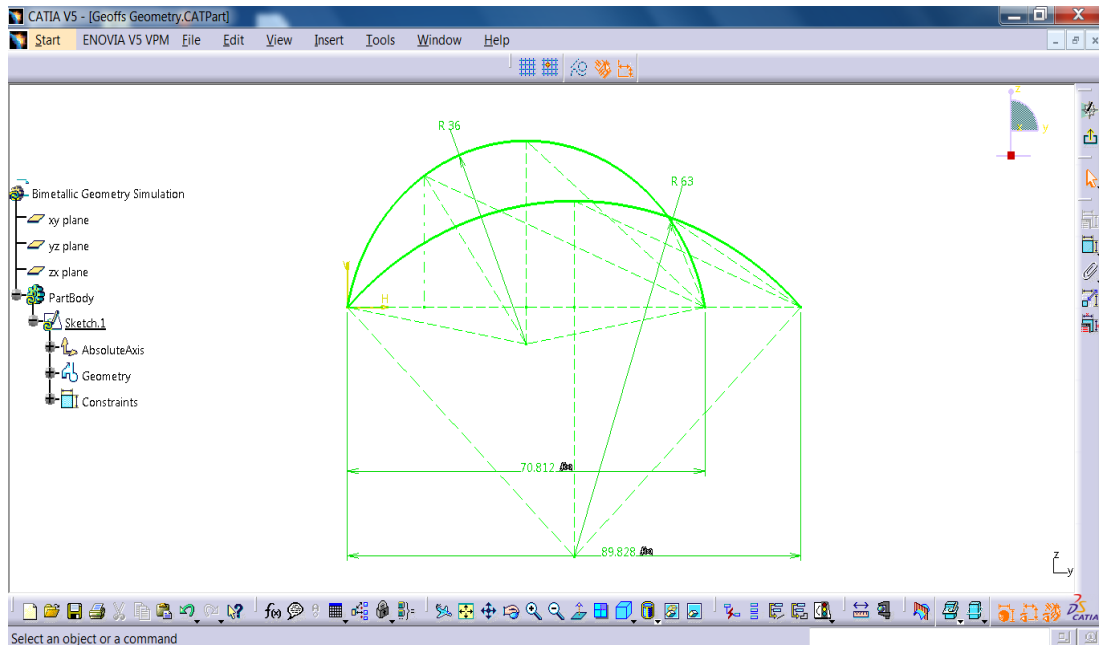 CATIA V5 - [Geoffs Geometry.CATPart]
Start ENOVIA V5 VPM File Edit View Insert Tools Window Help
z
y
R 36
R 63
Bimetallic Geometry Simulation
xy plane
yz plane
zx plane
PartBody
Sketch.1
AbsoluteAxis
Geometry
Constraints
V
H
70.812 f(x)
89.828 f(x)
z
y
f(x)
CATIA
Select an object or a command